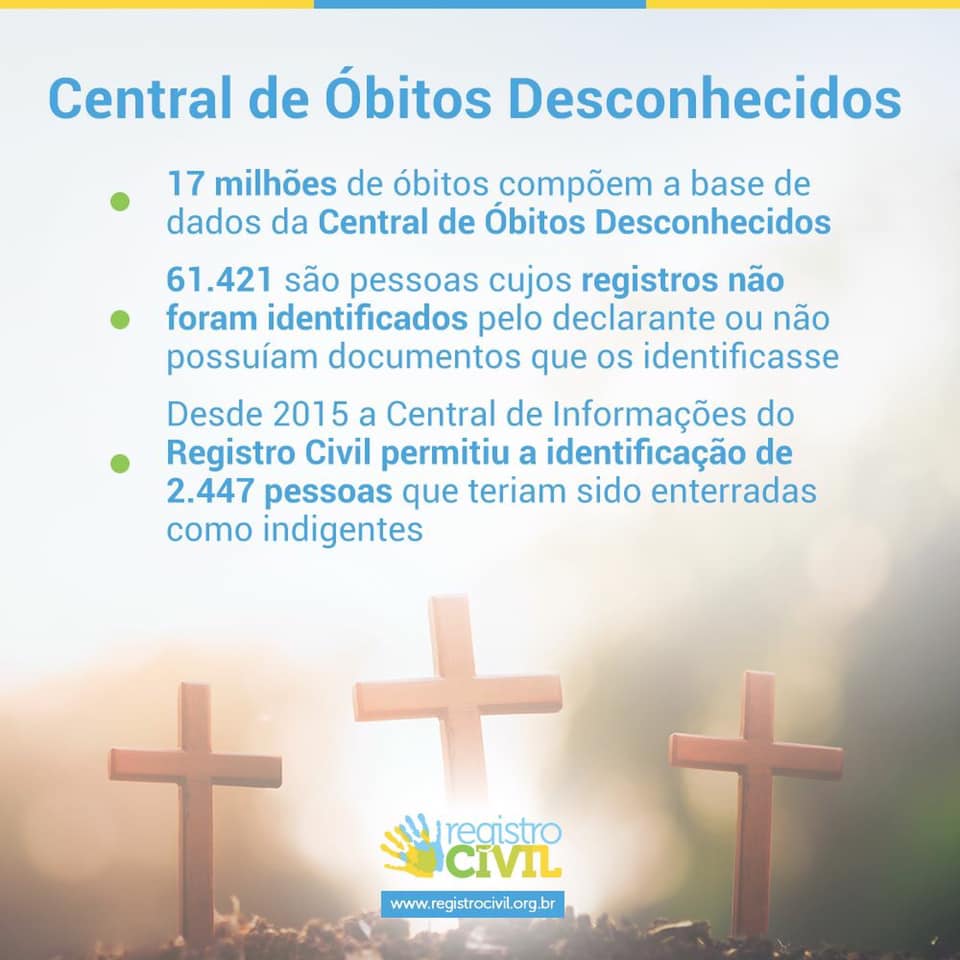 Central de Óbitos Desconhecidos
17 milhões de óbitos compõem a base de
dados da Central de Óbitos Desconhecidos
61.421 são pessoas cujos registros não
foram identificados pelo declarante ou não
possuíam documentos que os identificasse
Desde 2015 a Central de Informações do
Registro Civil permitiu a identificação de
2.447 pessoas que teriam sido enterradas
como indigentes
registro
CIVIL
www.registrocivil.org.br